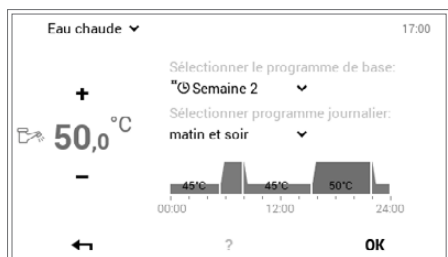 Eau chaude
17:00
Sélectionner le programme de base:
Semaine 2
Sélectionner programme journalier:
matin et soir
+
50,0 °C
−
45°C 45°C 50°C
00:00 12:00 24:00
? OK